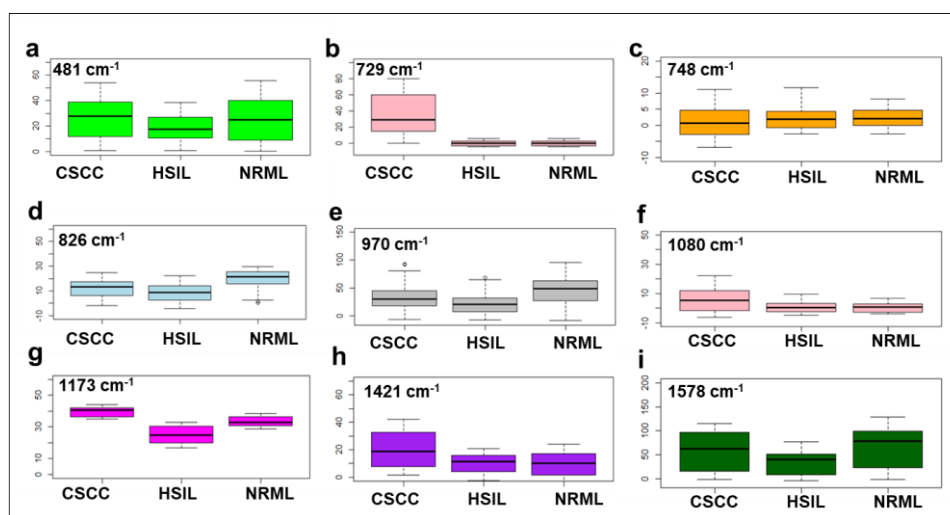 a
481 cm⁻¹
60
40
20
0
CSCC HSIL NRML
b
729 cm⁻¹
80
40
0
CSCC HSIL NRML
c
748 cm⁻¹
20
10
5
0
-10
CSCC HSIL NRML
d
826 cm⁻¹
50
30
10
-10
CSCC HSIL NRML
e
970 cm⁻¹
150
100
50
0
CSCC HSIL NRML
f
1080 cm⁻¹
50
30
10
-10
CSCC HSIL NRML
g
1173 cm⁻¹
50
30
10
0
CSCC HSIL NRML
h
1421 cm⁻¹
60
40
20
0
CSCC HSIL NRML
i
1578 cm⁻¹
200
150
100
50
0
CSCC HSIL NRML